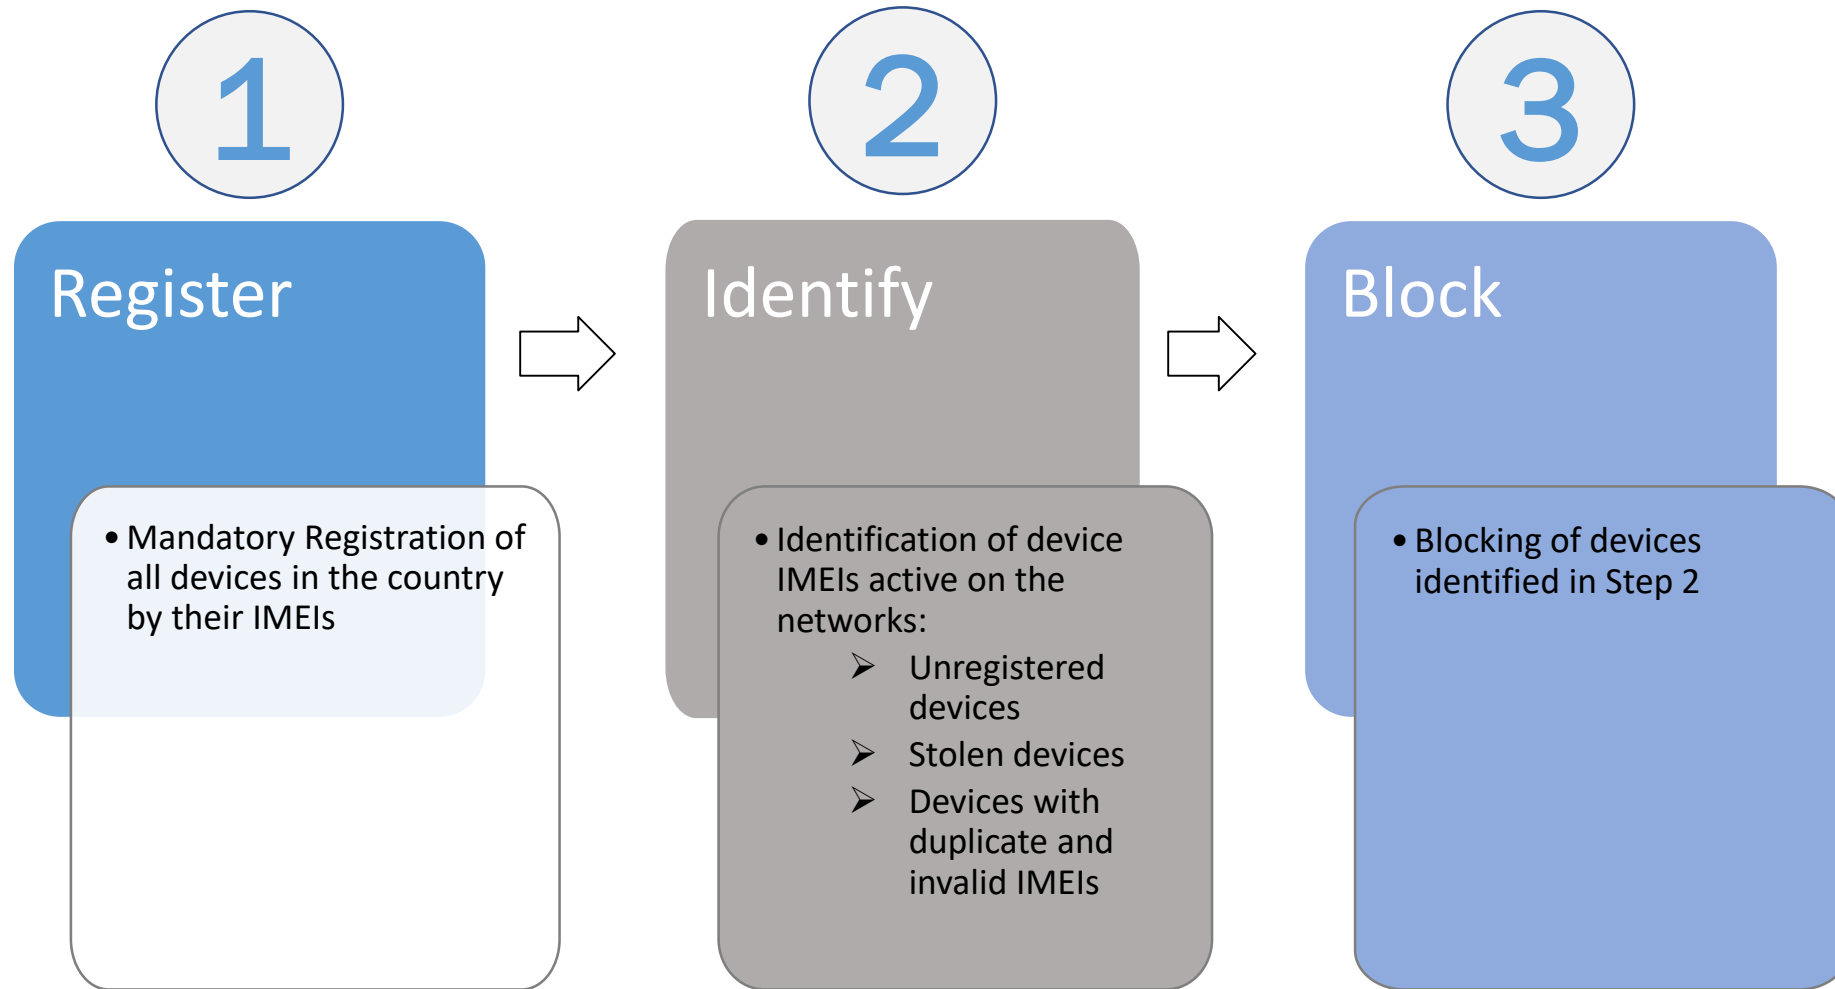 1
Register
• Mandatory Registration of
all devices in the country
by their IMEIs
2
Identify
• Identification of device
IMEIs active on the
networks:
➢ Unregistered
devices
➢ Stolen devices
➢ Devices with
duplicate and
invalid IMEIs
3
Block
• Blocking of devices
identified in Step 2